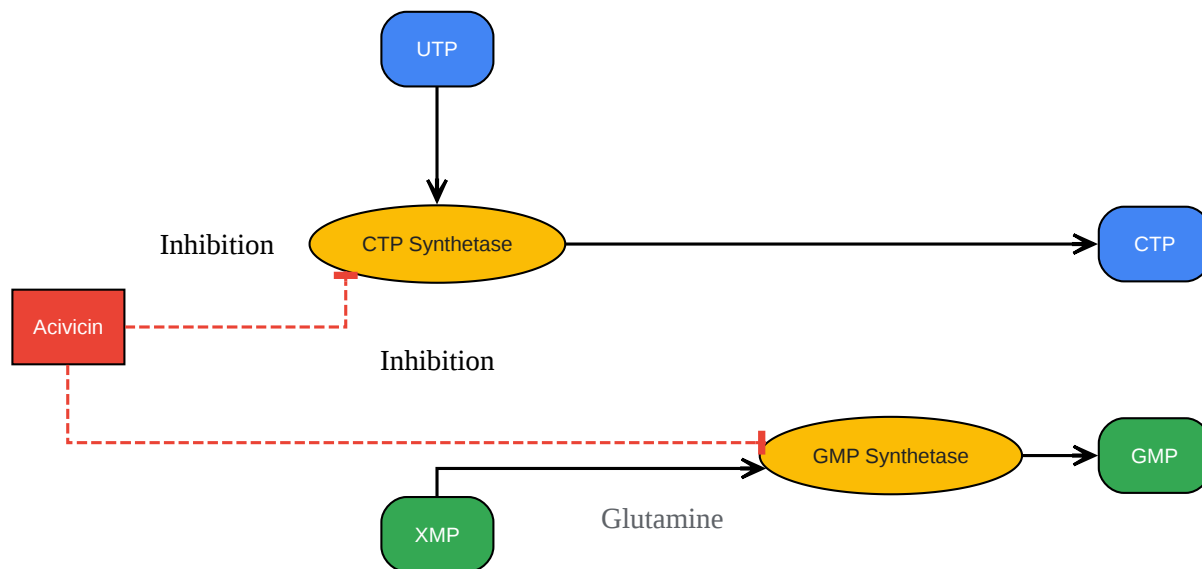 UTP
Inhibition
CTP Synthetase
CTP
Acivicin
Inhibition
GMP Synthetase
GMP
XMP
Glutamine